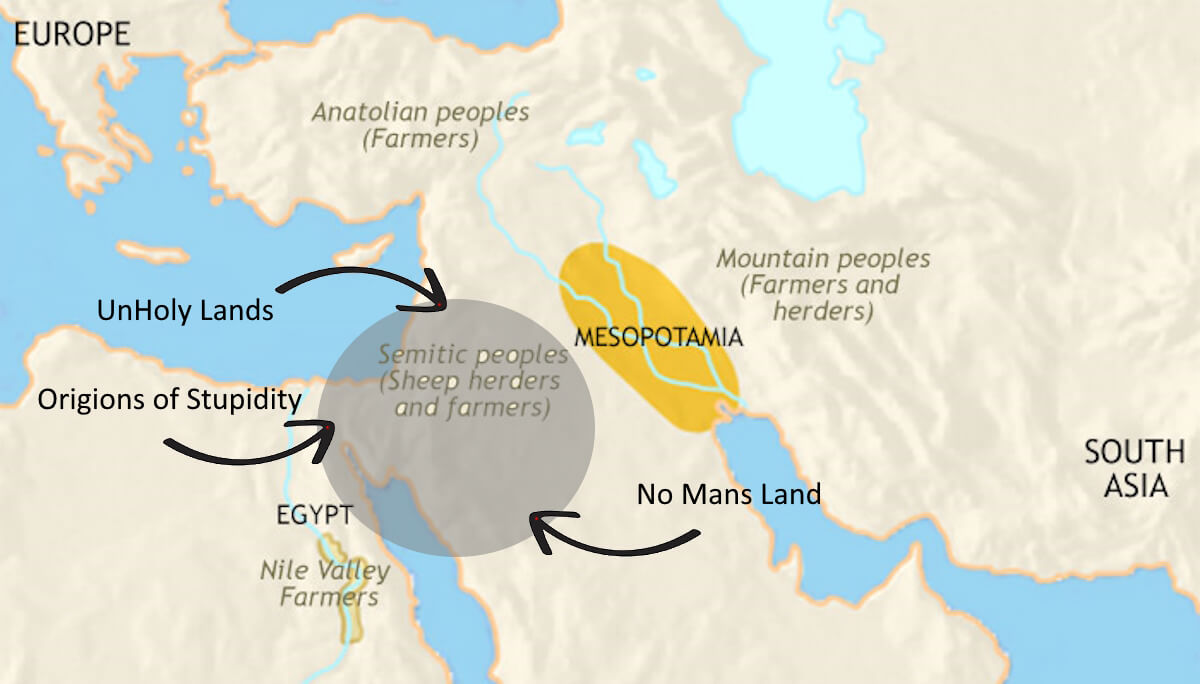 EUROPE
Anatolian peoples
(Farmers)
Mountain peoples
(Farmers and
herders)
UnHoly Lands
MESOPOTAMIA
Semitic peoples
(Sheep herders
and farmers)
Origions of Stupidity
SOUTH
ASIA
No Mans Land
EGYPT
Nile Valley
Farmers